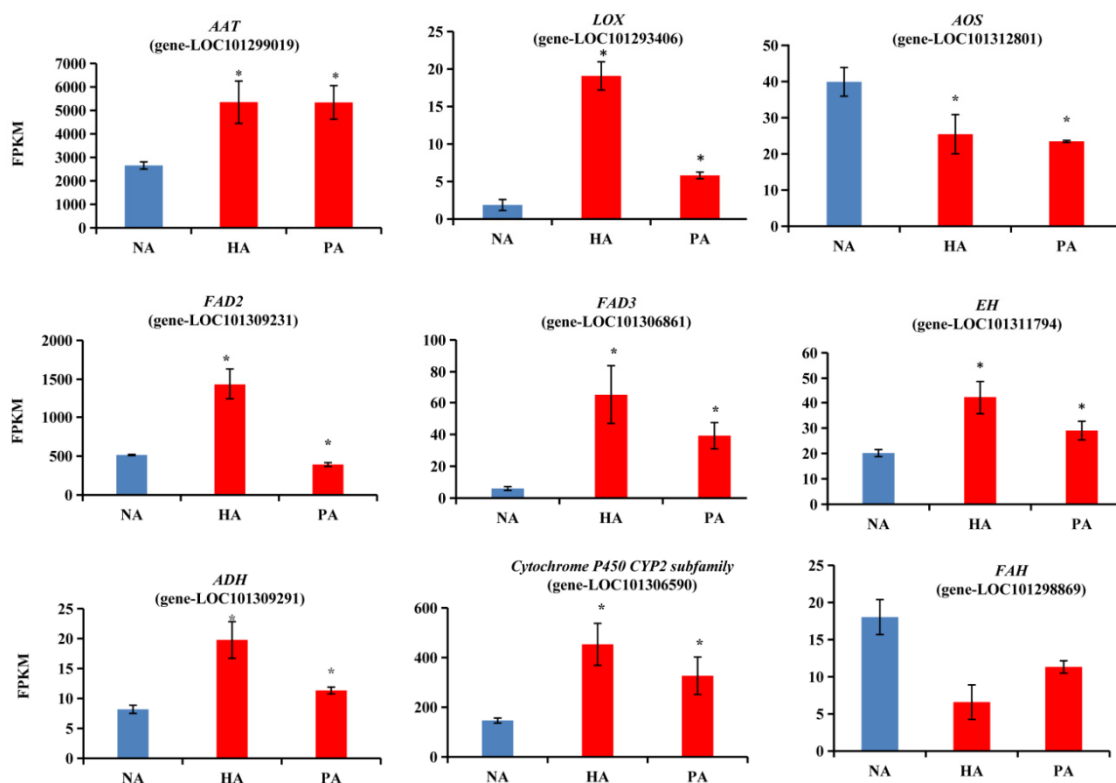 AAT
(gene-LOC101299019)
FPKM
7000
6000
5000
4000
3000
2000
1000
0
*
*
NA HA PA
LOX
(gene-LOC101293406)
25
20
15
10
5
0
*
*
NA HA PA
AOS
(gene-LOC101312801)
50
40
30
20
10
0
*
*
NA HA PA
FAD2
(gene-LOC101309231)
FPKM
2000
1500
1000
500
0
*
*
NA HA PA
FAD3
(gene-LOC101306861)
100
80
60
40
20
0
*
*
NA HA PA
EH
(gene-LOC101311794)
60
50
40
30
20
10
0
*
*
NA HA PA
ADH
(gene-LOC101309291)
FPKM
25
20
15
10
5
0
*
*
NA HA PA
Cytochrome P450 CYP2 subfamily
(gene-LOC101306590)
600
400
200
0
*
*
NA HA PA
FAH
(gene-LOC101298869)
25
20
15
10
5
0
NA HA PA